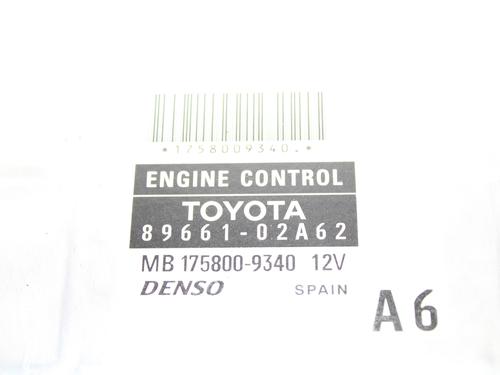 *1758009340.*
ENGINE CONTROL
TOYOTA
89661-02A62
MB 175800-9340 12V
DENSO SPAIN
A6